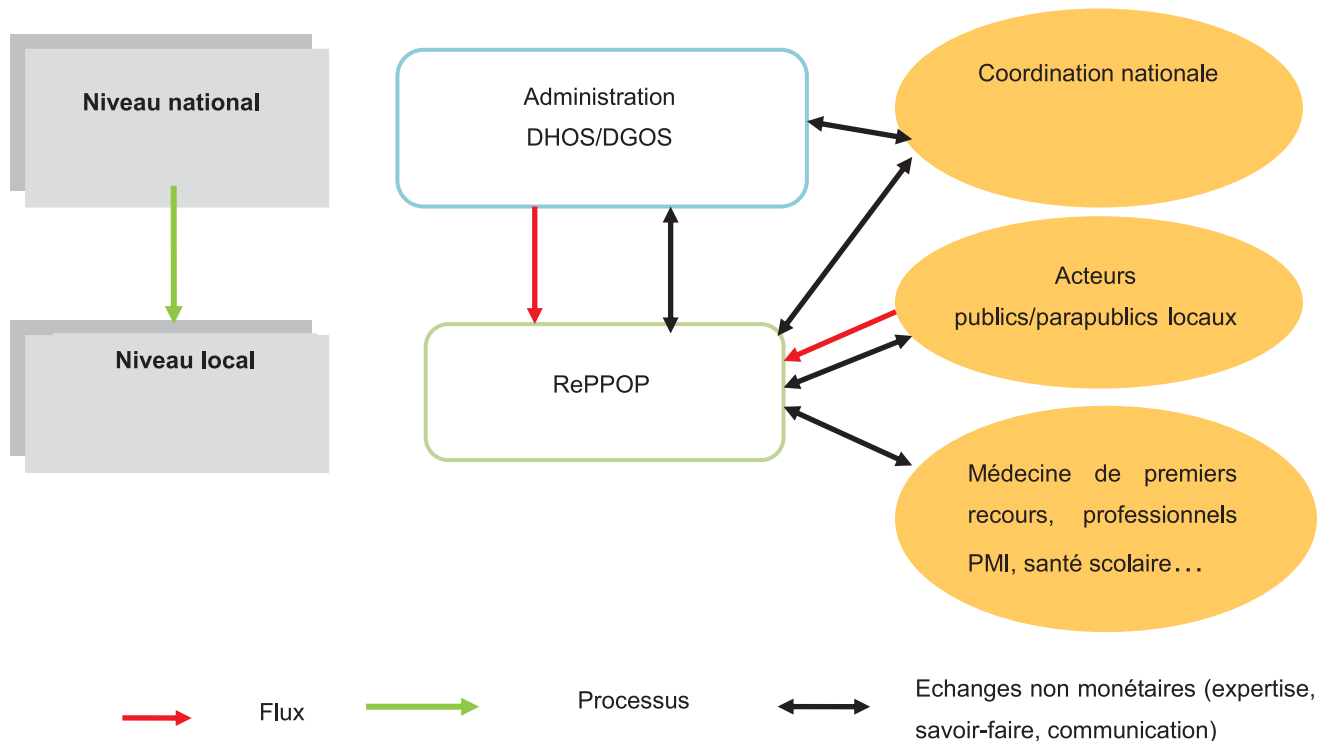 Niveau national
Administration
DHOS/DGOS
Coordination nationale
Niveau local
RePPOP
Acteurs
publics/parapublics locaux
Médecine de premiers
recours, professionnels
PMI, santé scolaire…
Flux
Processus
Echanges non monétaires (expertise,
savoir-faire, communication)